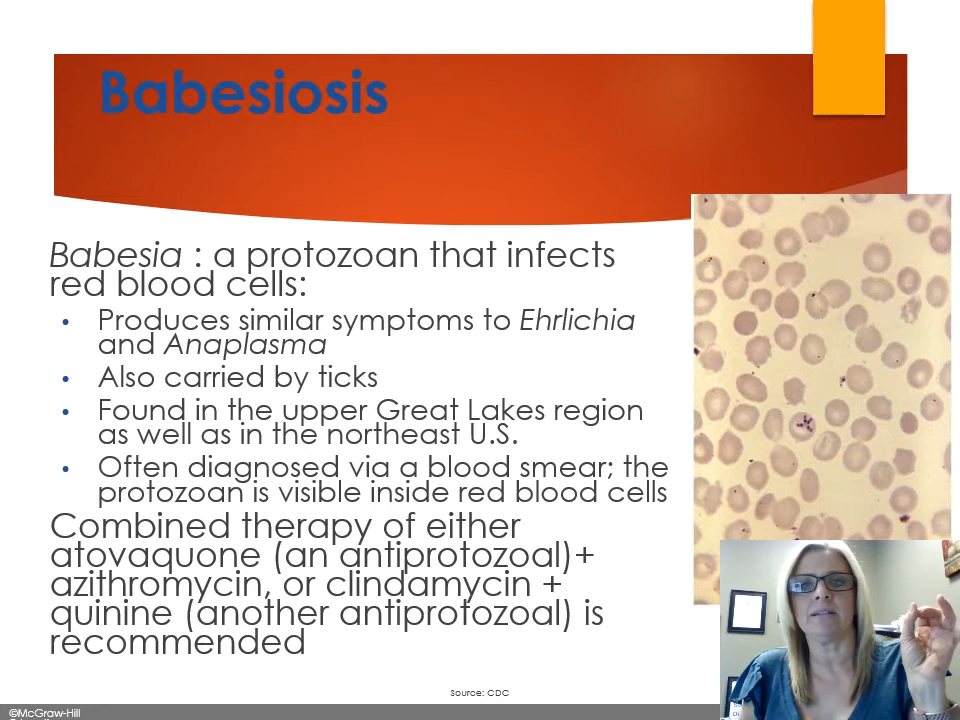 Babesiosis
Babesia : a protozoan that infects
red blood cells:
• Produces similar symptoms to Ehrlichia
and Anaplasma
• Also carried by ticks
• Found in the upper Great Lakes region
as well as in the northeast U.S.
• Often diagnosed via a blood smear; the
protozoan is visible inside red blood cells
Combined therapy of either
atovaquone (an antiprotozoal)+
azithromycin, or clindamycin +
quinine (another antiprotozoal) is
recommended
Source: CDC
©McGraw-Hill